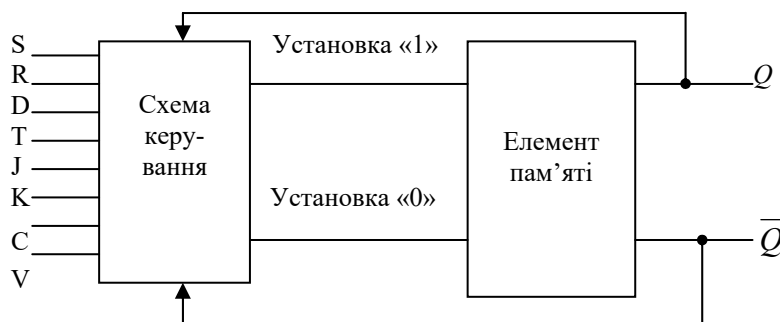 S
R
D
T
J
K
C
V
Схема
керу-
вання
Установка «1»
Установка «0»
Елемент
пам’яті
Q
Q̅